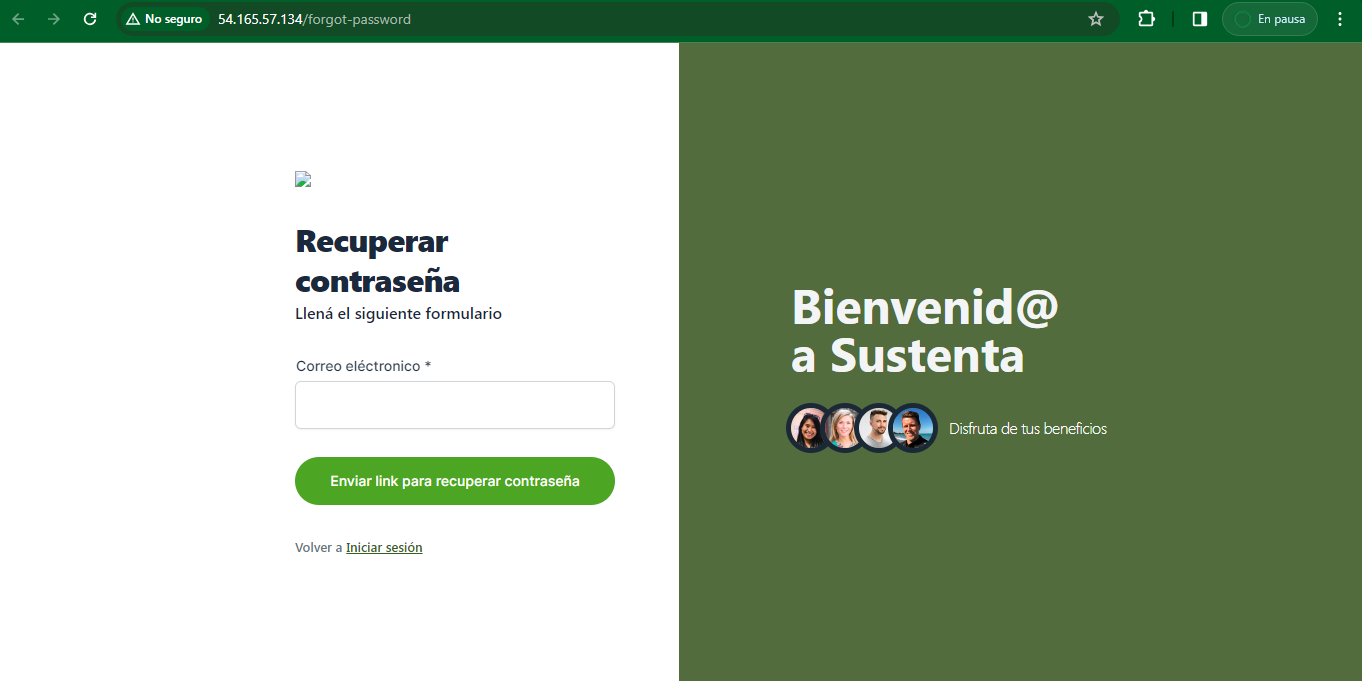 No seguro 54.165.57.134/forgot-password En pausa
Recuperar
contraseña
Llená el siguiente formulario
Correo eléctronico *
Enviar link para recuperar contraseña
Volver a Iniciar sesión
Bienvenid@
a Sustenta
Disfruta de tus beneficios